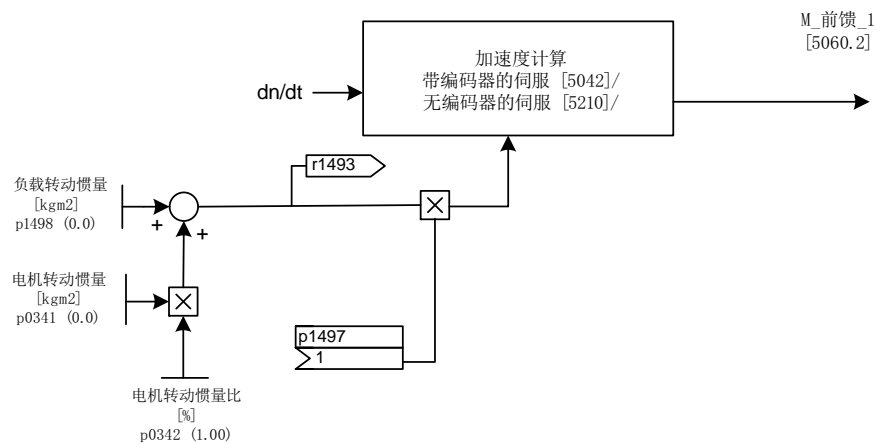 M_前馈_1
[5060.2]
加速度计算
带编码器的伺服 [5042]/
无编码器的伺服 [5210]/
dn/dt
r1493
负载转动惯量
[kgm2]
p1498 (0.0)
+
+
电机转动惯量
[kgm2]
p0341 (0.0)
p1497
1
电机转动惯量比
[%]
p0342 (1.00)